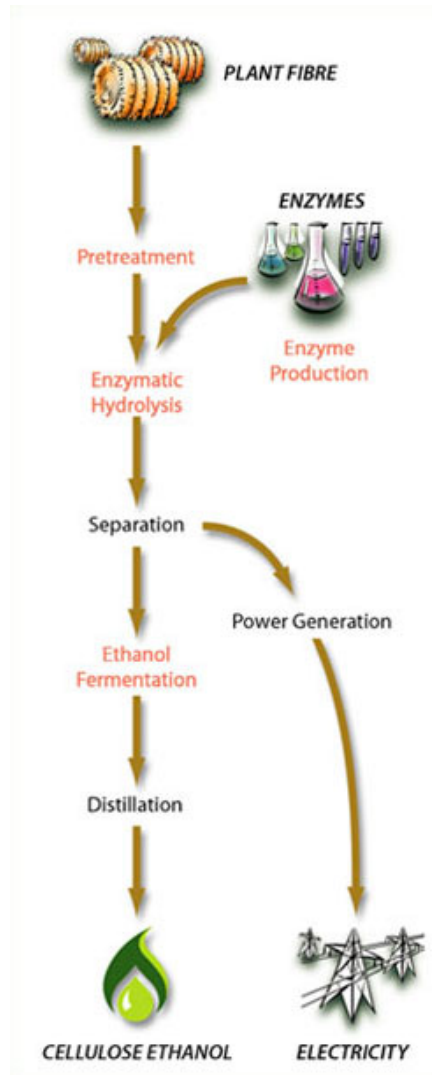 PLANT FIBRE
ENZYMES
Pretreatment
Enzyme
Production
Enzymatic
Hydrolysis
Separation
Power Generation
Ethanol
Fermentation
Distillation
CELLULOSE ETHANOL
ELECTRICITY